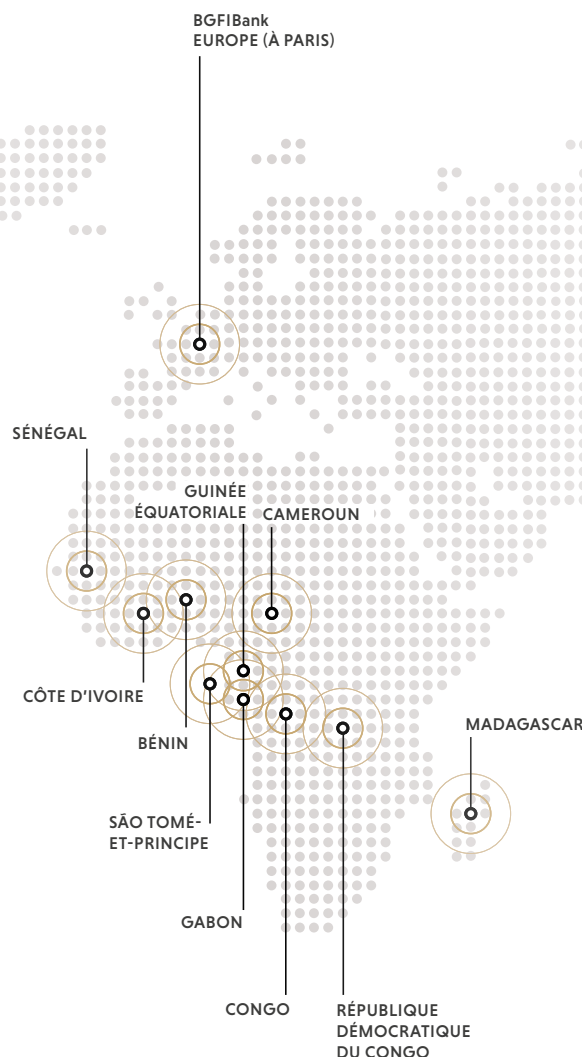 BGFIBank
EUROPE (À PARIS)
SÉNÉGAL
GUINÉE
ÉQUATORIALE
CAMEROUN
CÔTE D'IVOIRE
BÉNIN
MADAGASCAR
SÃO TOMÉ-
ET-PRINCIPE
GABON
CONGO
RÉPUBLIQUE
DÉMOCRATIQUE
DU CONGO